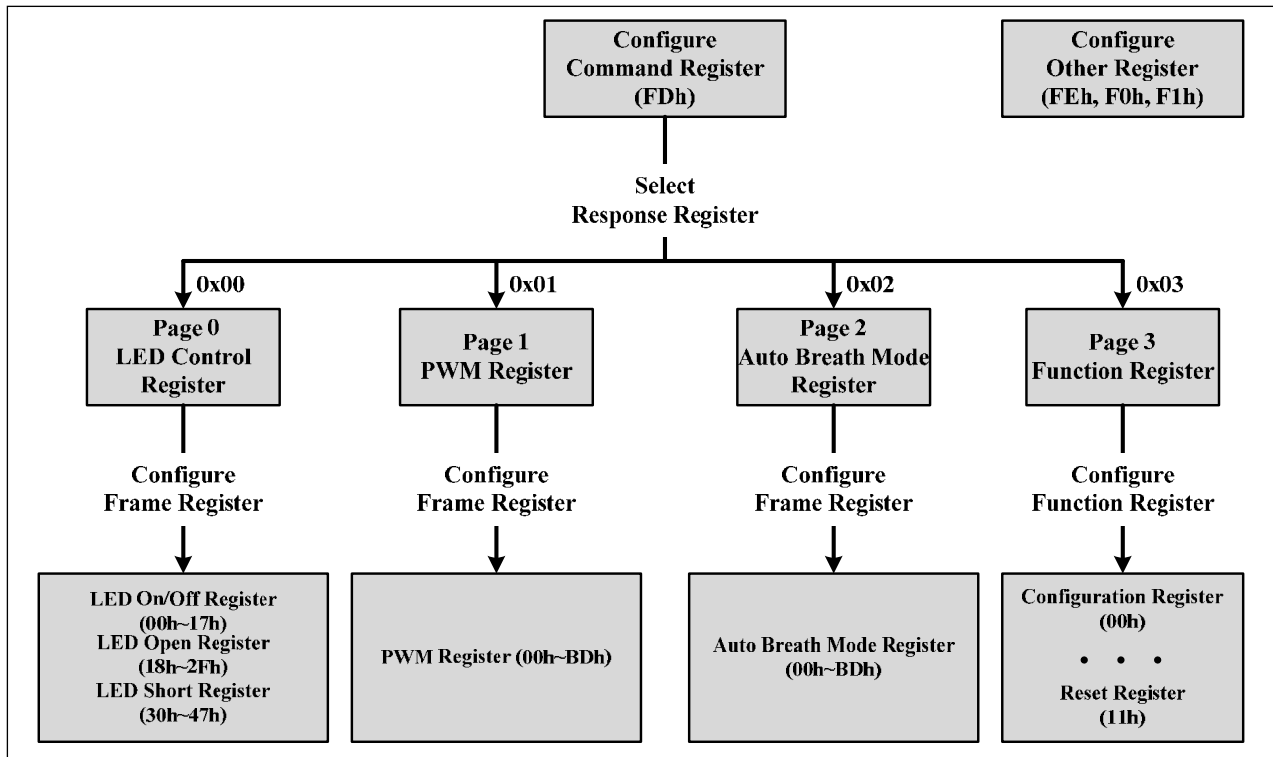 Configure
Command Register
(FDh)
Configure
Other Register
(FEh, F0h, F1h)
Select
Response Register
0x00
0x01
0x02
0x03
Page 0
LED Control
Register
Page 1
PWM Register
Page 2
Auto Breath Mode
Register
Page 3
Function Register
Configure
Frame Register
Configure
Frame Register
Configure
Frame Register
Configure
Function Register
LED On/Off Register
(00h~17h)
LED Open Register
(18h~2Fh)
LED Short Register
(30h~47h)
PWM Register (00h~BDh)
Auto Breath Mode Register
(00h~BDh)
Configuration Register
(00h)
• • •
Reset Register
(11h)